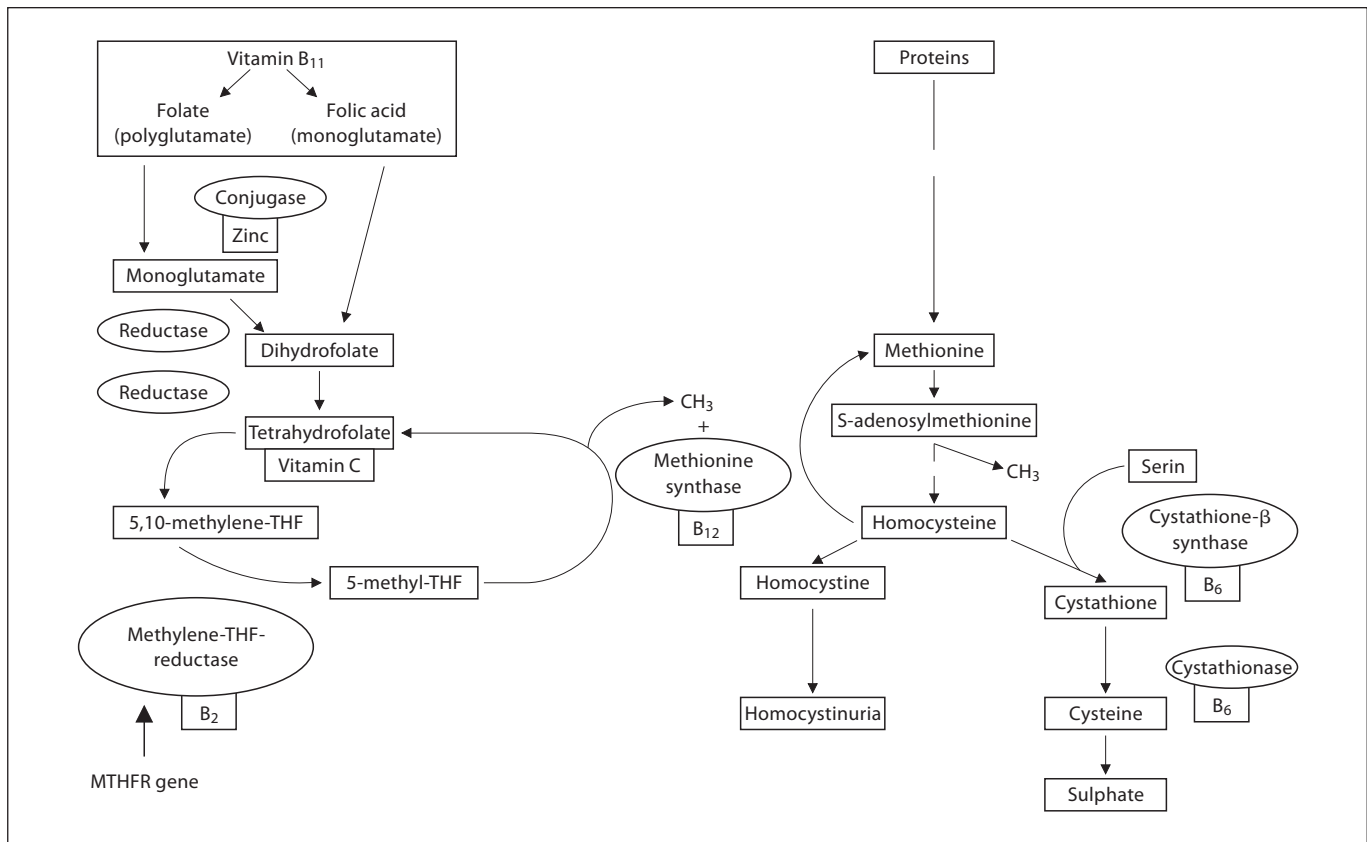 Vitamin B₁₁
Folate
(polyglutamate)
Folic acid
(monoglutamate)
Conjugase
Zinc
Monoglutamate
Reductase
Dihydrofolate
Reductase
Tetrahydrofolate
Vitamin C
5,10-methylene-THF
5-methyl-THF
Methylene-THF-
reductase
B₂
MTHFR gene
CH₃
+
Methionine
synthase
B₁₂
Proteins
Methionine
S-adenosylmethionine
CH₃
Homocysteine
Homocystine
Homocystinuria
Serin
Cystathione-β
synthase
B₆
Cystathione
Cystathionase
B₆
Cysteine
Sulphate